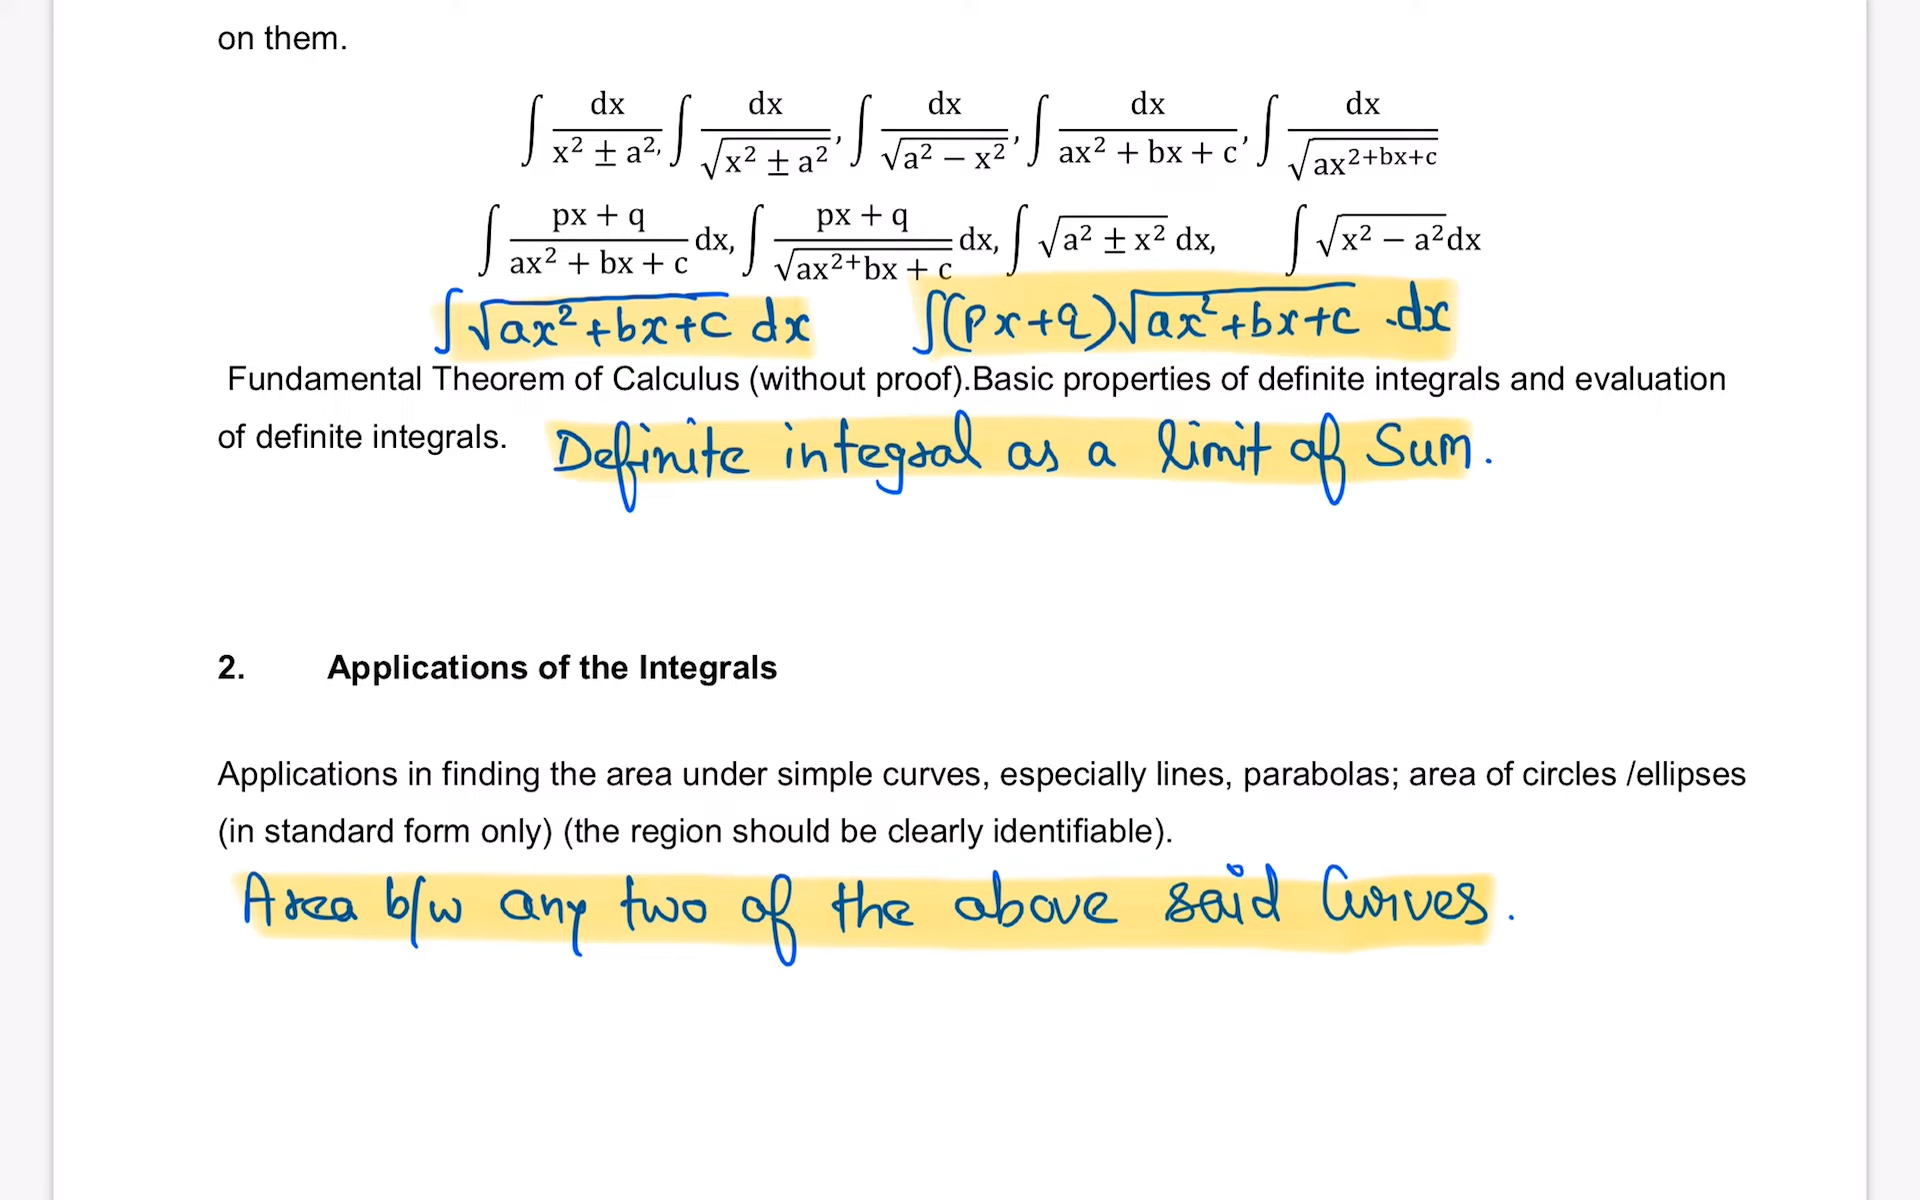 on them.
∫ dx/(x² ± a²), ∫ dx/√(x² ± a²), ∫ dx/√(a² − x²), ∫ dx/(ax² + bx + c), ∫ dx/√(ax²+bx+c)
∫ (px + q)/(ax² + bx + c) dx, ∫ (px + q)/√(ax²+bx + c) dx, ∫ √(a² ± x²) dx, ∫ √(x² − a²)dx
∫√(ax²+bx+c) dx ∫(px+q)√(ax²+bx+c) .dx
Fundamental Theorem of Calculus (without proof).Basic properties of definite integrals and evaluation
of definite integrals. Definite integral as a limit of Sum.
2. Applications of the Integrals
Applications in finding the area under simple curves, especially lines, parabolas; area of circles /ellipses
(in standard form only) (the region should be clearly identifiable).
Area b/w any two of the above said Curves.